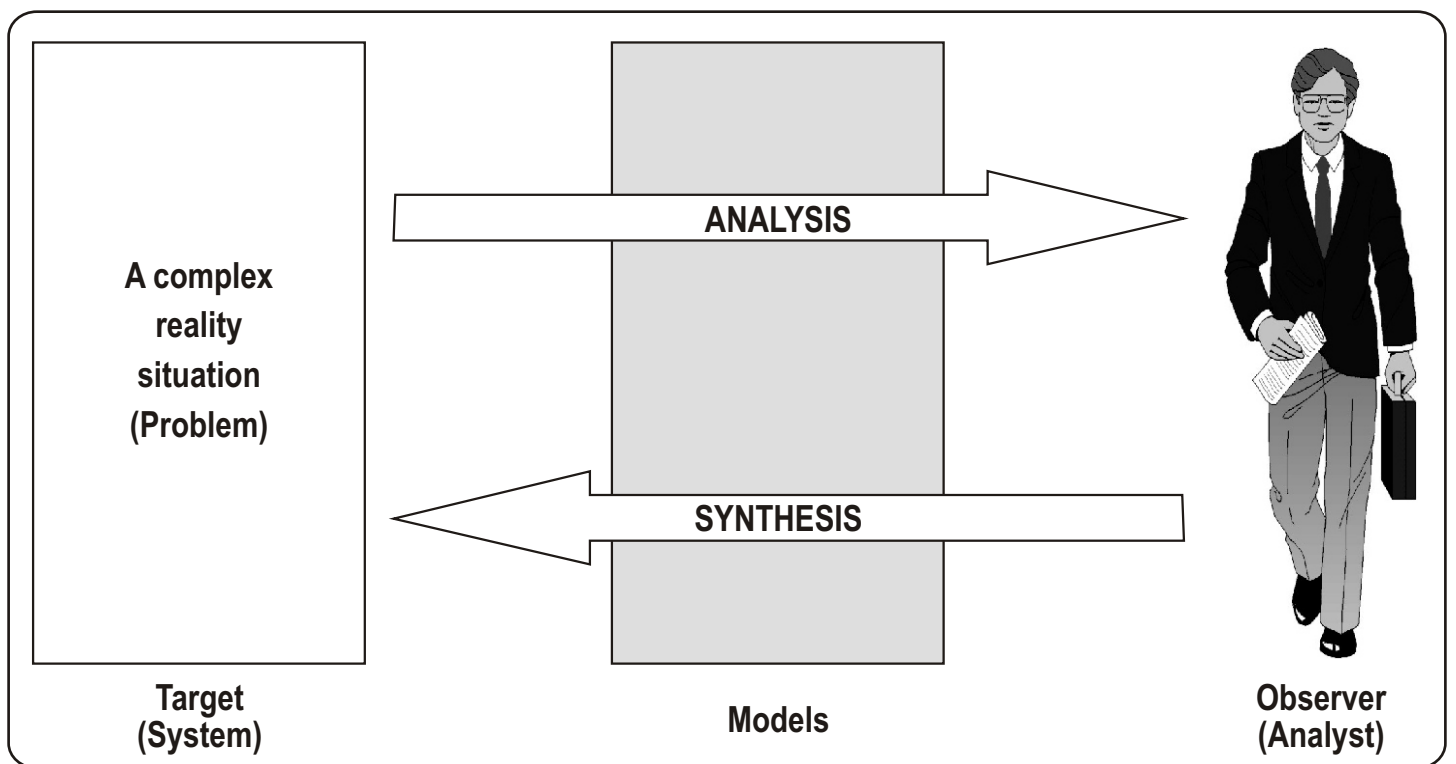 A complex
reality
situation
(Problem)
ANALYSIS
SYNTHESIS
Target
(System)
Models
Observer
(Analyst)